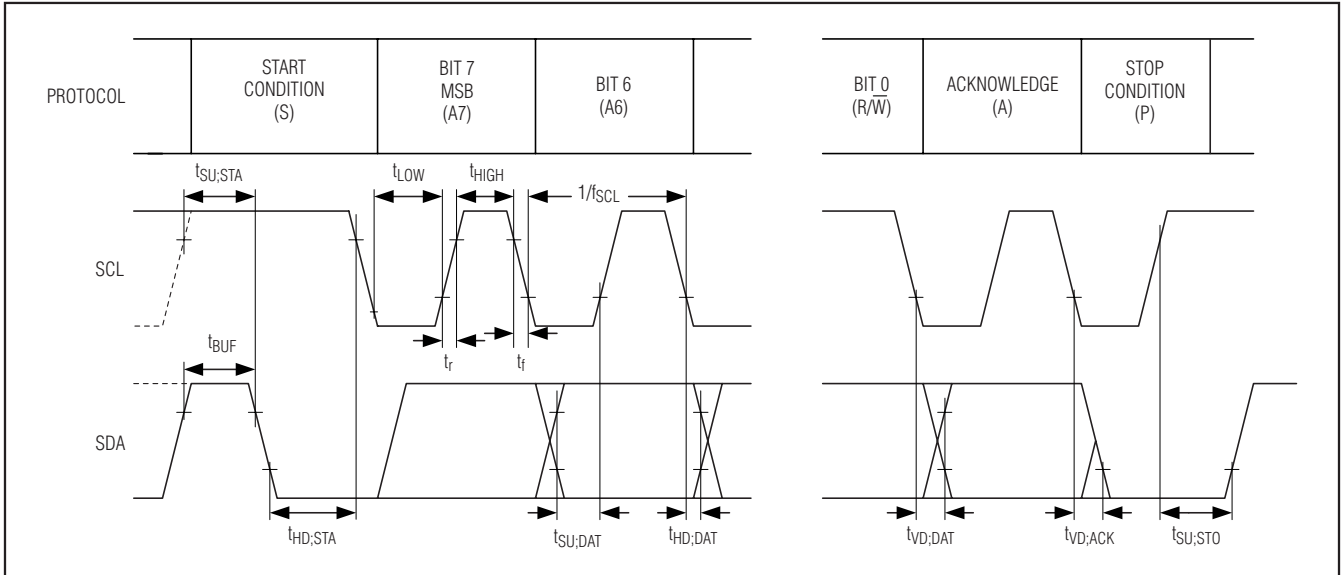 PROTOCOL
START
CONDITION
(S)
BIT 7
MSB
(A7)
BIT 6
(A6)
BIT 0
(R/W̅)
ACKNOWLEDGE
(A)
STOP
CONDITION
(P)
tSU;STA
tLOW
tHIGH
1/fSCL
SCL
tBUF
tr
tf
SDA
tHD;STA
tSU;DAT
tHD;DAT
tVD;DAT
tVD;ACK
tSU;STO